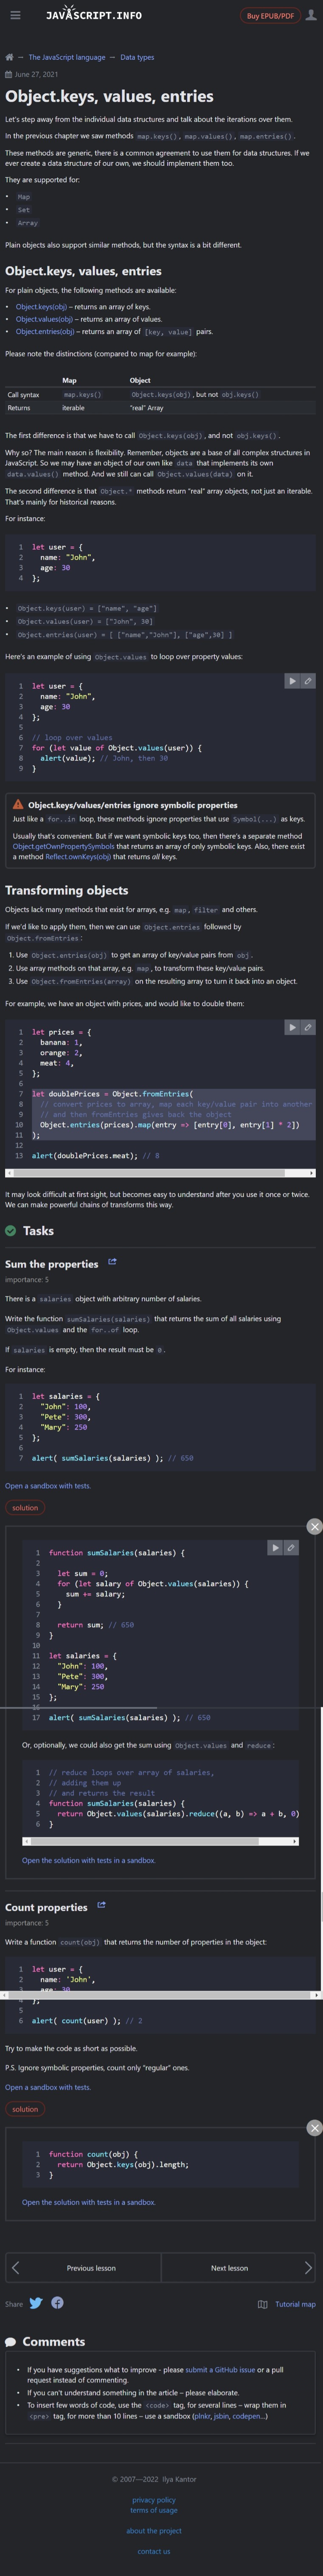 JAVASCRIPT.INFO
Buy EPUB/PDF
→ The JavaScript language → Data types
June 27, 2021
Object.keys, values, entries
Let's step away from the individual data structures and talk about the iterations over them.
In the previous chapter we saw methods map.keys(), map.values(), map.entries().
These methods are generic, there is a common agreement to use them for data structures. If we
ever create a data structure of our own, we should implement them too.
They are supported for:
• Map
• Set
• Array
Plain objects also support similar methods, but the syntax is a bit different.
Object.keys, values, entries
For plain objects, the following methods are available:
• Object.keys(obj) – returns an array of keys.
• Object.values(obj) – returns an array of values.
• Object.entries(obj) – returns an array of [key, value] pairs.
Please note the distinctions (compared to map for example):
Map Object
Call syntax map.keys() Object.keys(obj), but not obj.keys()
Returns iterable "real" Array
The first difference is that we have to call Object.keys(obj), and not obj.keys().
Why so? The main reason is flexibility. Remember, objects are a base of all complex structures in
JavaScript. So we may have an object of our own like data that implements its own
data.values() method. And we still can call Object.values(data) on it.
The second difference is that Object.* methods return "real" array objects, not just an iterable.
That's mainly for historical reasons.
For instance:
1 let user = {
2 name: "John",
3 age: 30
4 };
• Object.keys(user) = ["name", "age"]
• Object.values(user) = ["John", 30]
• Object.entries(user) = [ ["name","John"], ["age",30] ]
Here's an example of using Object.values to loop over property values:
1 let user = {
2 name: "John",
3 age: 30
4 };
5
6 // loop over values
7 for (let value of Object.values(user)) {
8 alert(value); // John, then 30
9 }
Object.keys/values/entries ignore symbolic properties
Just like a for..in loop, these methods ignore properties that use Symbol(...) as keys.
Usually that's convenient. But if we want symbolic keys too, then there's a separate method
Object.getOwnPropertySymbols that returns an array of only symbolic keys. Also, there exist
a method Reflect.ownKeys(obj) that returns all keys.
Transforming objects
Objects lack many methods that exist for arrays, e.g. map, filter and others.
If we'd like to apply them, then we can use Object.entries followed by
Object.fromEntries:
1. Use Object.entries(obj) to get an array of key/value pairs from obj.
2. Use array methods on that array, e.g. map, to transform these key/value pairs.
3. Use Object.fromEntries(array) on the resulting array to turn it back into an object.
For example, we have an object with prices, and would like to double them:
1 let prices = {
2 banana: 1,
3 orange: 2,
4 meat: 4,
5 };
6
7 let doublePrices = Object.fromEntries(
8 // convert prices to array, map each key/value pair into another
9 // and then fromEntries gives back the object
10 Object.entries(prices).map(entry => [entry[0], entry[1] * 2])
11 );
12
13 alert(doublePrices.meat); // 8
It may look difficult at first sight, but becomes easy to understand after you use it once or twice.
We can make powerful chains of transforms this way.
Tasks
Sum the properties
importance: 5
There is a salaries object with arbitrary number of salaries.
Write the function sumSalaries(salaries) that returns the sum of all salaries using
Object.values and the for..of loop.
If salaries is empty, then the result must be 0.
For instance:
1 let salaries = {
2 "John": 100,
3 "Pete": 300,
4 "Mary": 250
5 };
6
7 alert( sumSalaries(salaries) ); // 650
Open a sandbox with tests.
solution
1 function sumSalaries(salaries) {
2
3 let sum = 0;
4 for (let salary of Object.values(salaries)) {
5 sum += salary;
6 }
7
8 return sum; // 650
9 }
10
11 let salaries = {
12 "John": 100,
13 "Pete": 300,
14 "Mary": 250
15 };
16
17 alert( sumSalaries(salaries) ); // 650
Or, optionally, we could also get the sum using Object.values and reduce:
1 // reduce loops over array of salaries,
2 // adding them up
3 // and returns the result
4 function sumSalaries(salaries) {
5 return Object.values(salaries).reduce((a, b) => a + b, 0)
6 }
Open the solution with tests in a sandbox.
Count properties
importance: 5
Write a function count(obj) that returns the number of properties in the object:
1 let user = {
2 name: 'John',
3 age: 30
4 };
5
6 alert( count(user) ); // 2
Try to make the code as short as possible.
P.S. Ignore symbolic properties, count only "regular" ones.
Open a sandbox with tests.
solution
1 function count(obj) {
2 return Object.keys(obj).length;
3 }
Open the solution with tests in a sandbox.
Previous lesson Next lesson
Share Tutorial map
Comments
• If you have suggestions what to improve - please submit a GitHub issue or a pull
request instead of commenting.
• If you can't understand something in the article – please elaborate.
• To insert few words of code, use the <code> tag, for several lines – wrap them in
<pre> tag, for more than 10 lines – use a sandbox (plnkr, jsbin, codepen…)
© 2007—2022 Ilya Kantor
privacy policy
terms of usage
about the project
contact us